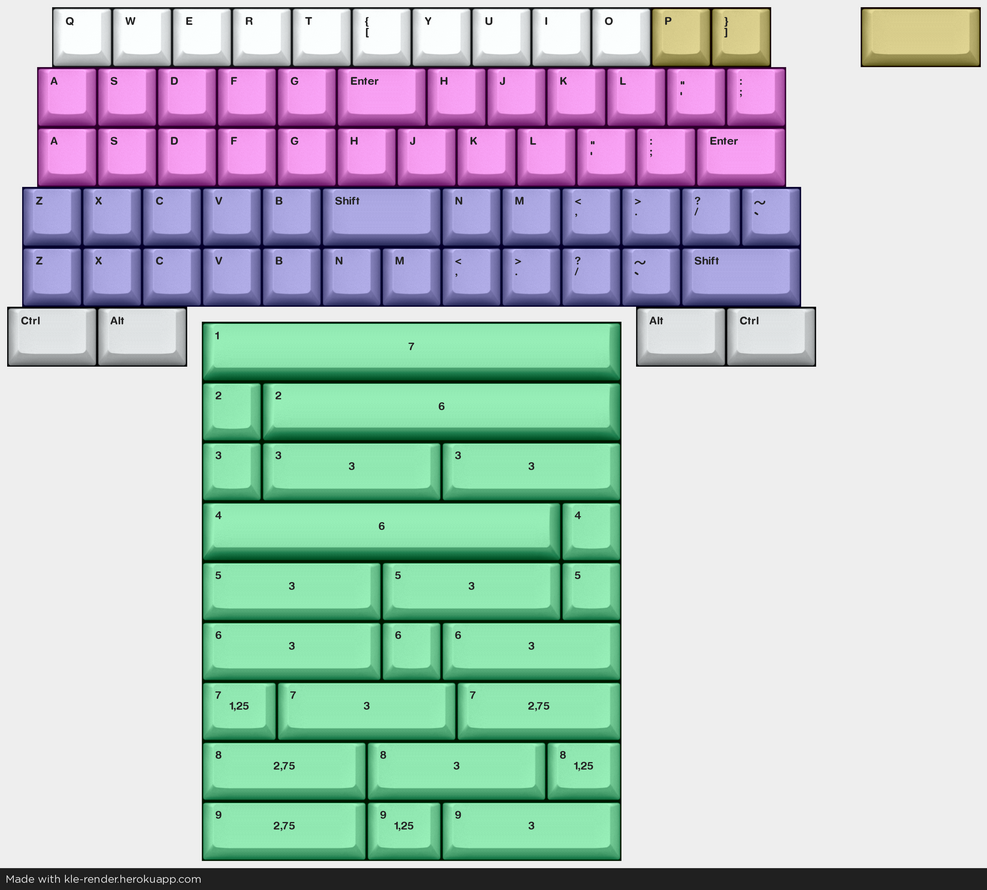 Q W E R T { Y U I O P }
[ ]
A S D F G Enter H J K L " :
' ;
A S D F G H J K L " : Enter
' ;
Z X C V B Shift N M < > ? ~
, . / `
Z X C V B N M < > ? ~ Shift
, . / `
Ctrl Alt Alt Ctrl
1 7
2 2 6
3 3 3 3 3
4 6 4
5 3 5 3 5
6 3 6 6 3
7 1,25 7 3 7 2,75
8 2,75 8 3 8 1,25
9 2,75 9 1,25 9 3
Made with kle-render.herokuapp.com